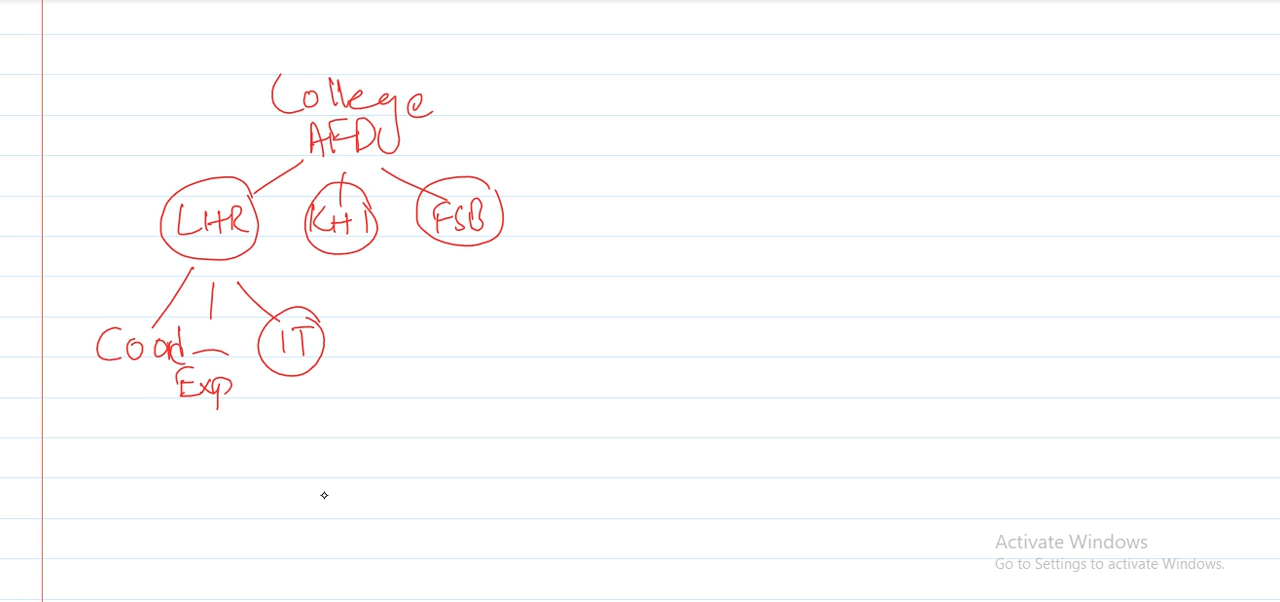 College
AFDU
LHR KHI FSB
Coord IT
Exp
Activate Windows
Go to Settings to activate Windows.